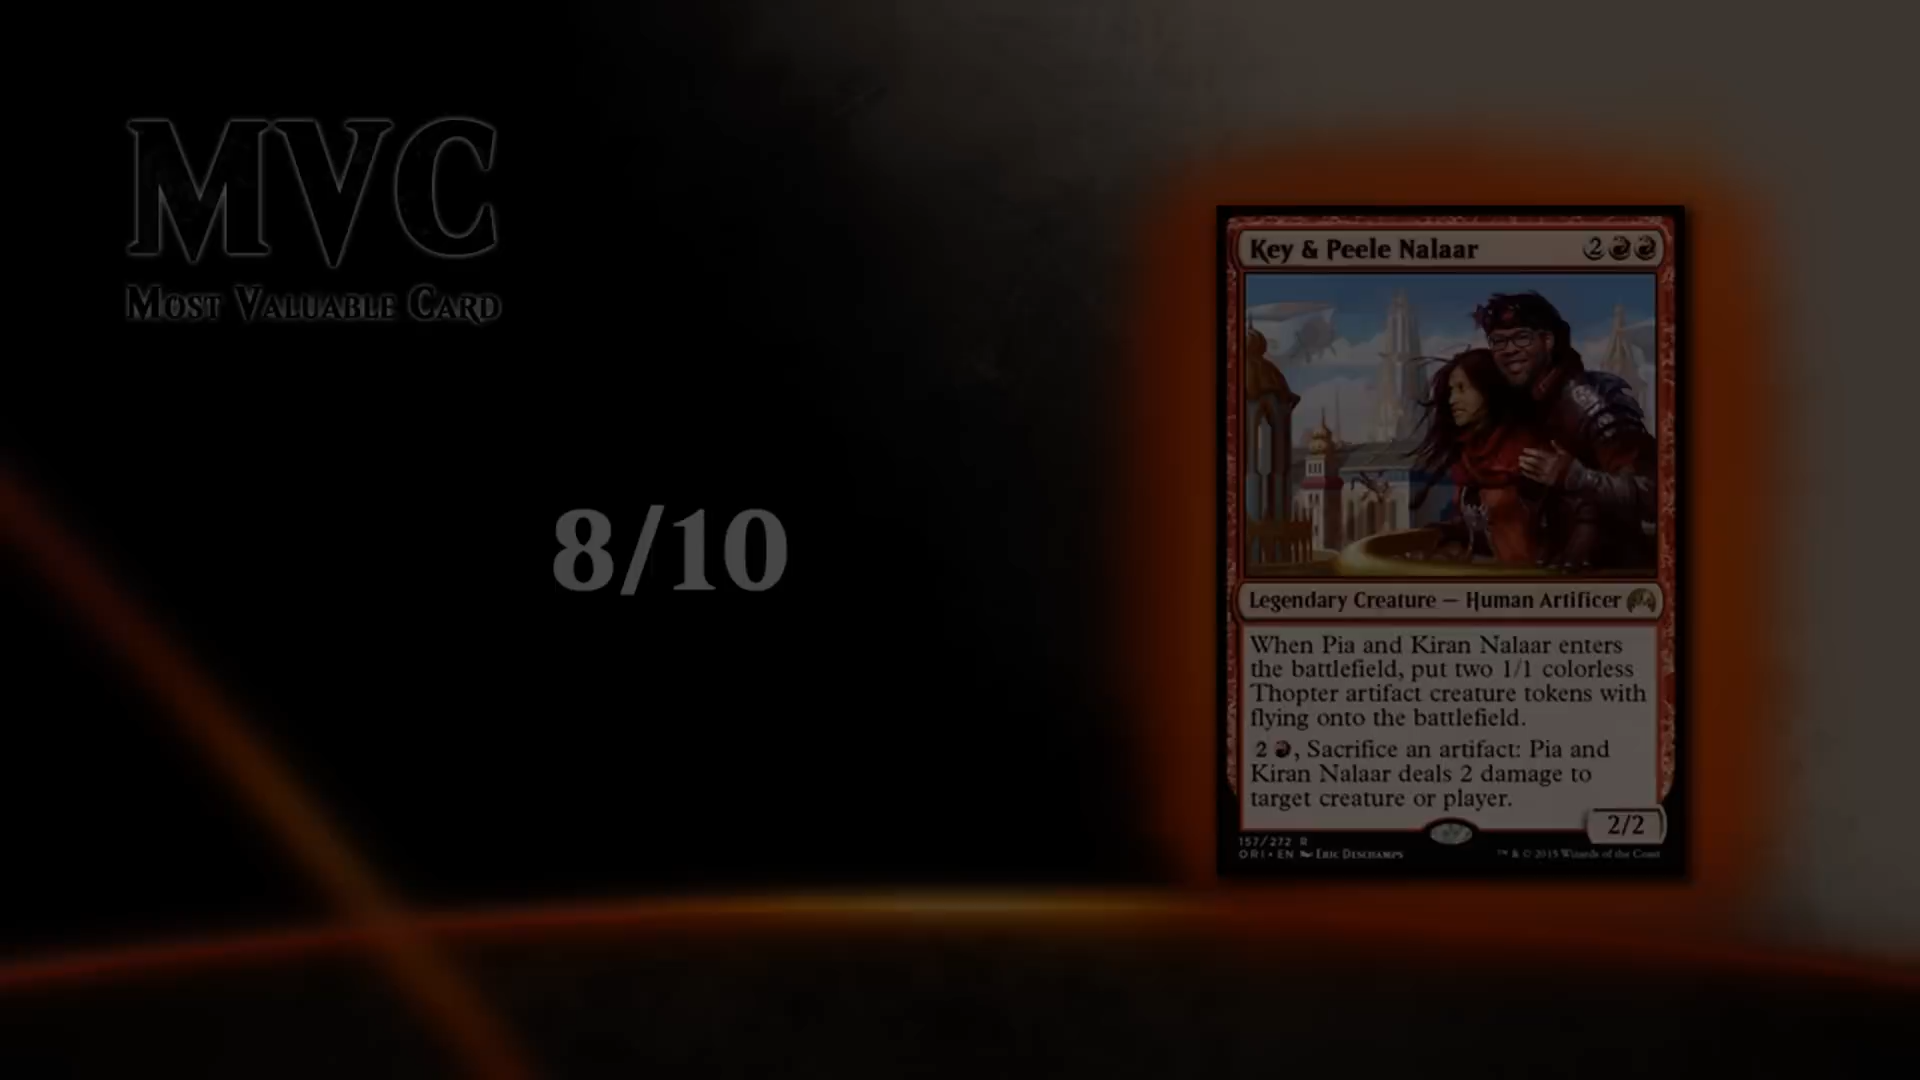 MVC
Most Valuable Card
8/10
Key & Peele Nalaar 2
Legendary Creature — Human Artificer
When Pia and Kiran Nalaar enters
the battlefield, put two 1/1 colorless
Thopter artifact creature tokens with
flying onto the battlefield.
2 , Sacrifice an artifact: Pia and
Kiran Nalaar deals 2 damage to
target creature or player.
2/2
157/272 R
ORI • EN Eric Deschamps
™ & © 2015 Wizards of the Coast